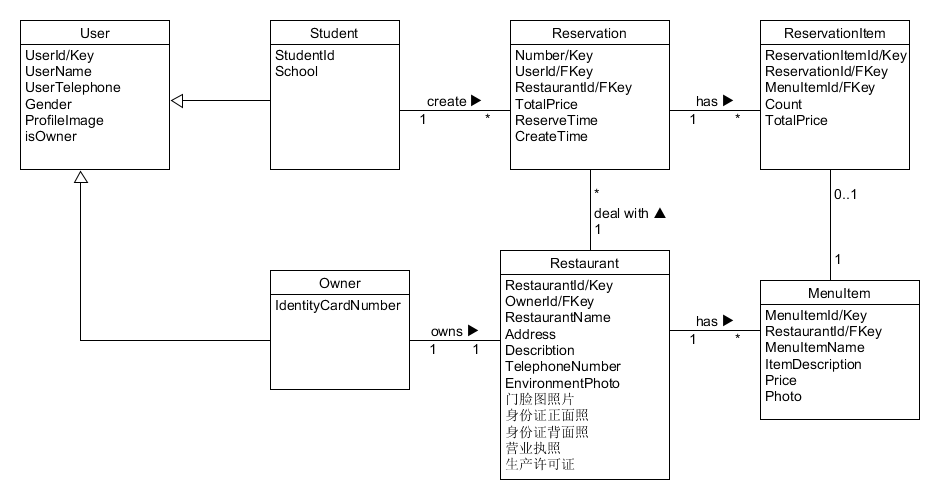 User
UserId/Key
UserName
UserTelephone
Gender
ProfileImage
isOwner
Student
StudentId
School
create ▶
1 *
Reservation
Number/Key
UserId/FKey
RestaurantId/FKey
TotalPrice
ReserveTime
CreateTime
has ▶
1 *
ReservationItem
ReservationItemId/Key
ReservationId/FKey
MenuItemId/FKey
Count
TotalPrice
*
deal with ▲
1
0..1
1
Owner
IdentityCardNumber
owns ▶
1 1
Restaurant
RestaurantId/Key
OwnerId/FKey
RestaurantName
Address
Describtion
TelephoneNumber
EnvironmentPhoto
门脸图照片
身份证正面照
身份证背面照
营业执照
生产许可证
has ▶
1 *
MenuItem
MenuItemId/Key
RestaurantId/FKey
MenuItemName
ItemDescription
Price
Photo